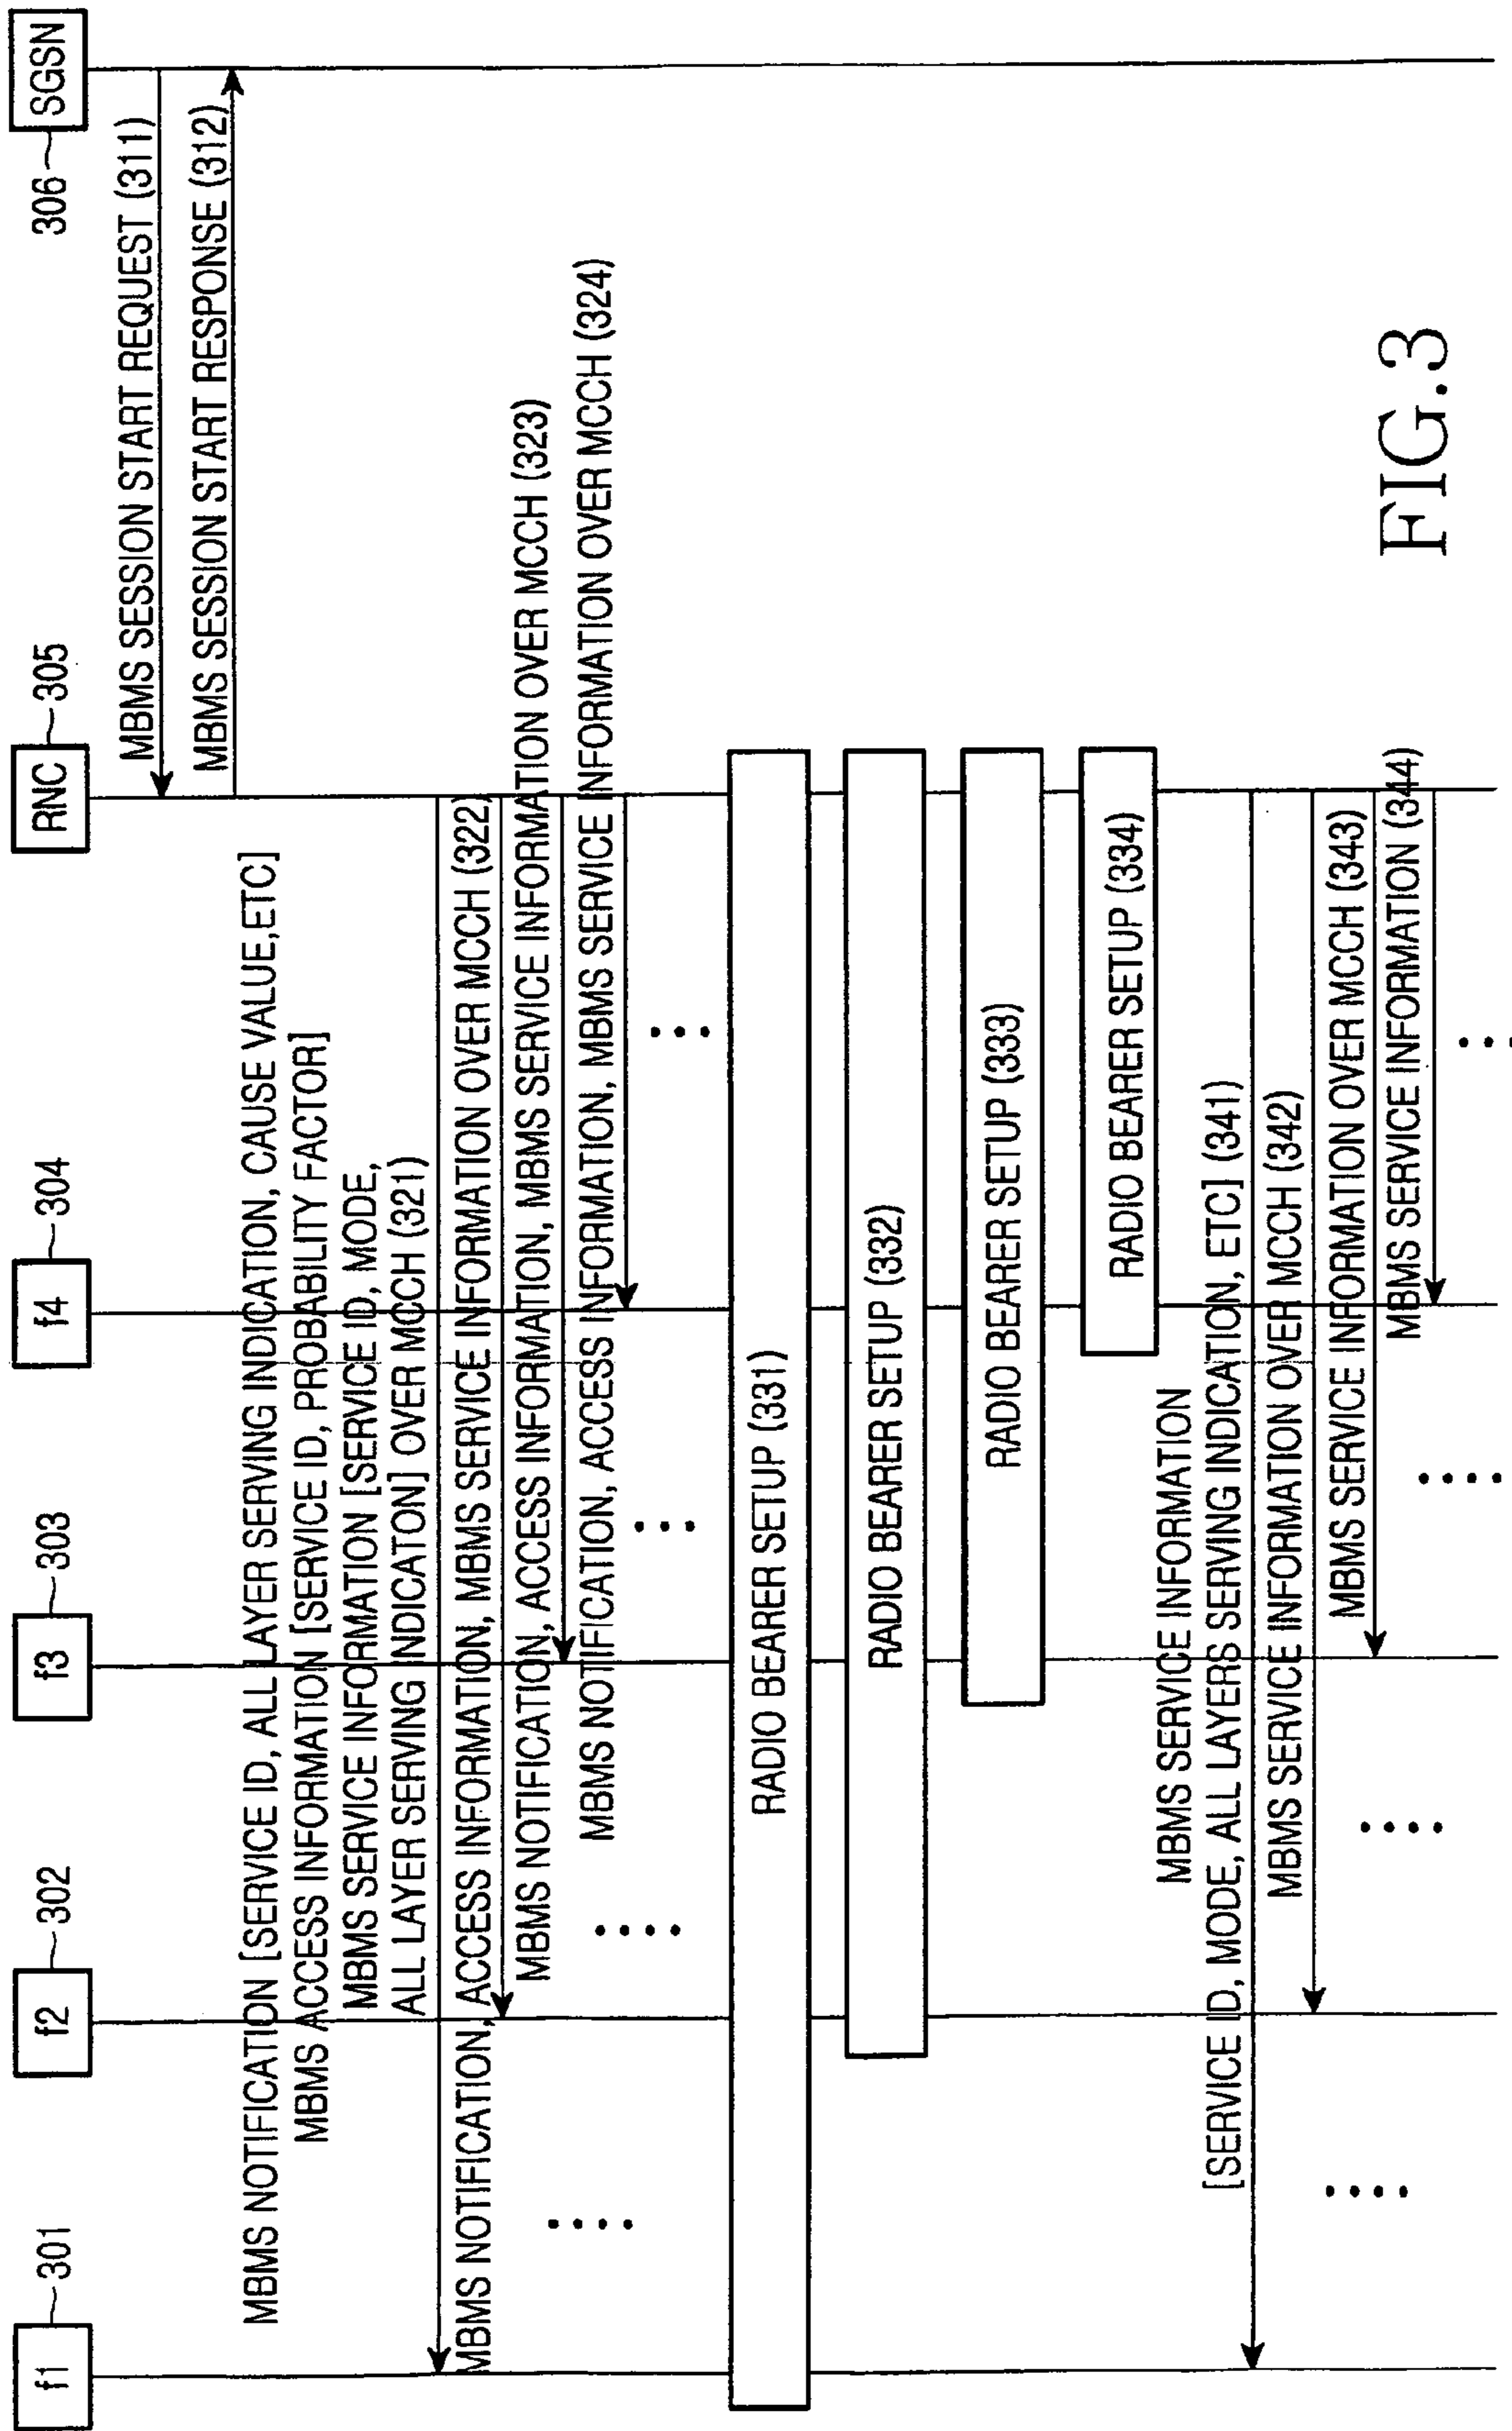 f1
301
f2
302
f3
303
f4
304
RNC
305
306
SGSN
MBMS SESSION START REQUEST (311)
MBMS SESSION START RESPONSE (312)
MBMS NOTIFICATION [SERVICE ID, ALL LAYER SERVING INDICATION, CAUSE VALUE,ETC]
MBMS ACCESS INFORMATION [SERVICE ID, PROBABILITY FACTOR]
MBMS SERVICE INFORMATION [SERVICE ID, MODE,
ALL LAYER SERVING INDICATON] OVER MCCH (321)
MBMS NOTIFICATION, ACCESS INFORMATION, MBMS SERVICE INFORMATION OVER MCCH (322)
MBMS NOTIFICATION, ACCESS INFORMATION, MBMS SERVICE INFORMATION OVER MCCH (323)
MBMS NOTIFICATION, ACCESS INFORMATION, MBMS SERVICE INFORMATION OVER MCCH (324)
RADIO BEARER SETUP (331)
RADIO BEARER SETUP (332)
RADIO BEARER SETUP (333)
RADIO BEARER SETUP (334)
MBMS SERVICE INFORMATION
[SERVICE ID, MODE, ALL LAYERS SERVING INDICATION, ETC] (341)
MBMS SERVICE INFORMATION OVER MCCH (342)
MBMS SERVICE INFORMATION OVER MCCH (343)
MBMS SERVICE INFORMATION (344)
FIG.3